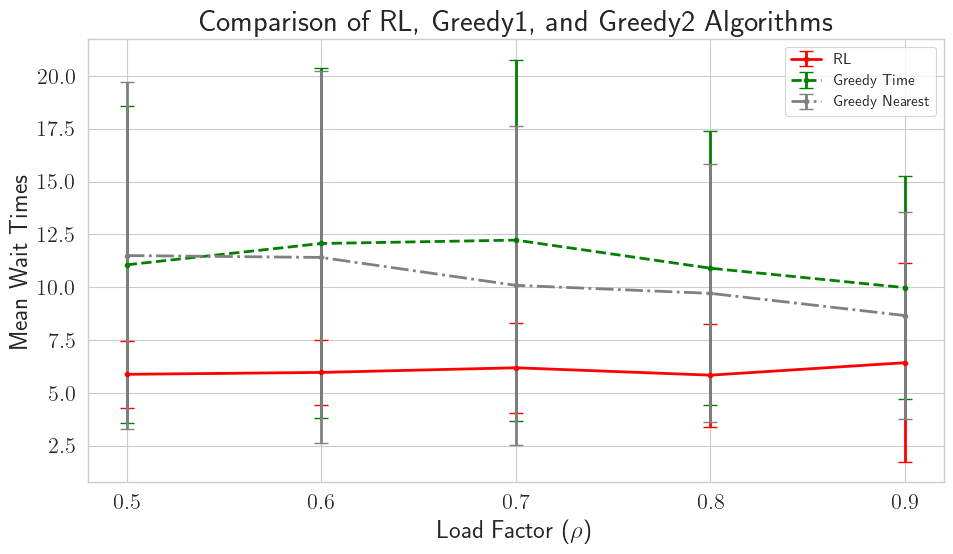 Comparison of RL, Greedy1, and Greedy2 Algorithms
RL
Greedy Time
Greedy Nearest
Mean Wait Times
20.0
17.5
15.0
12.5
10.0
7.5
5.0
2.5
0.5 0.6 0.7 0.8 0.9
Load Factor (ρ)